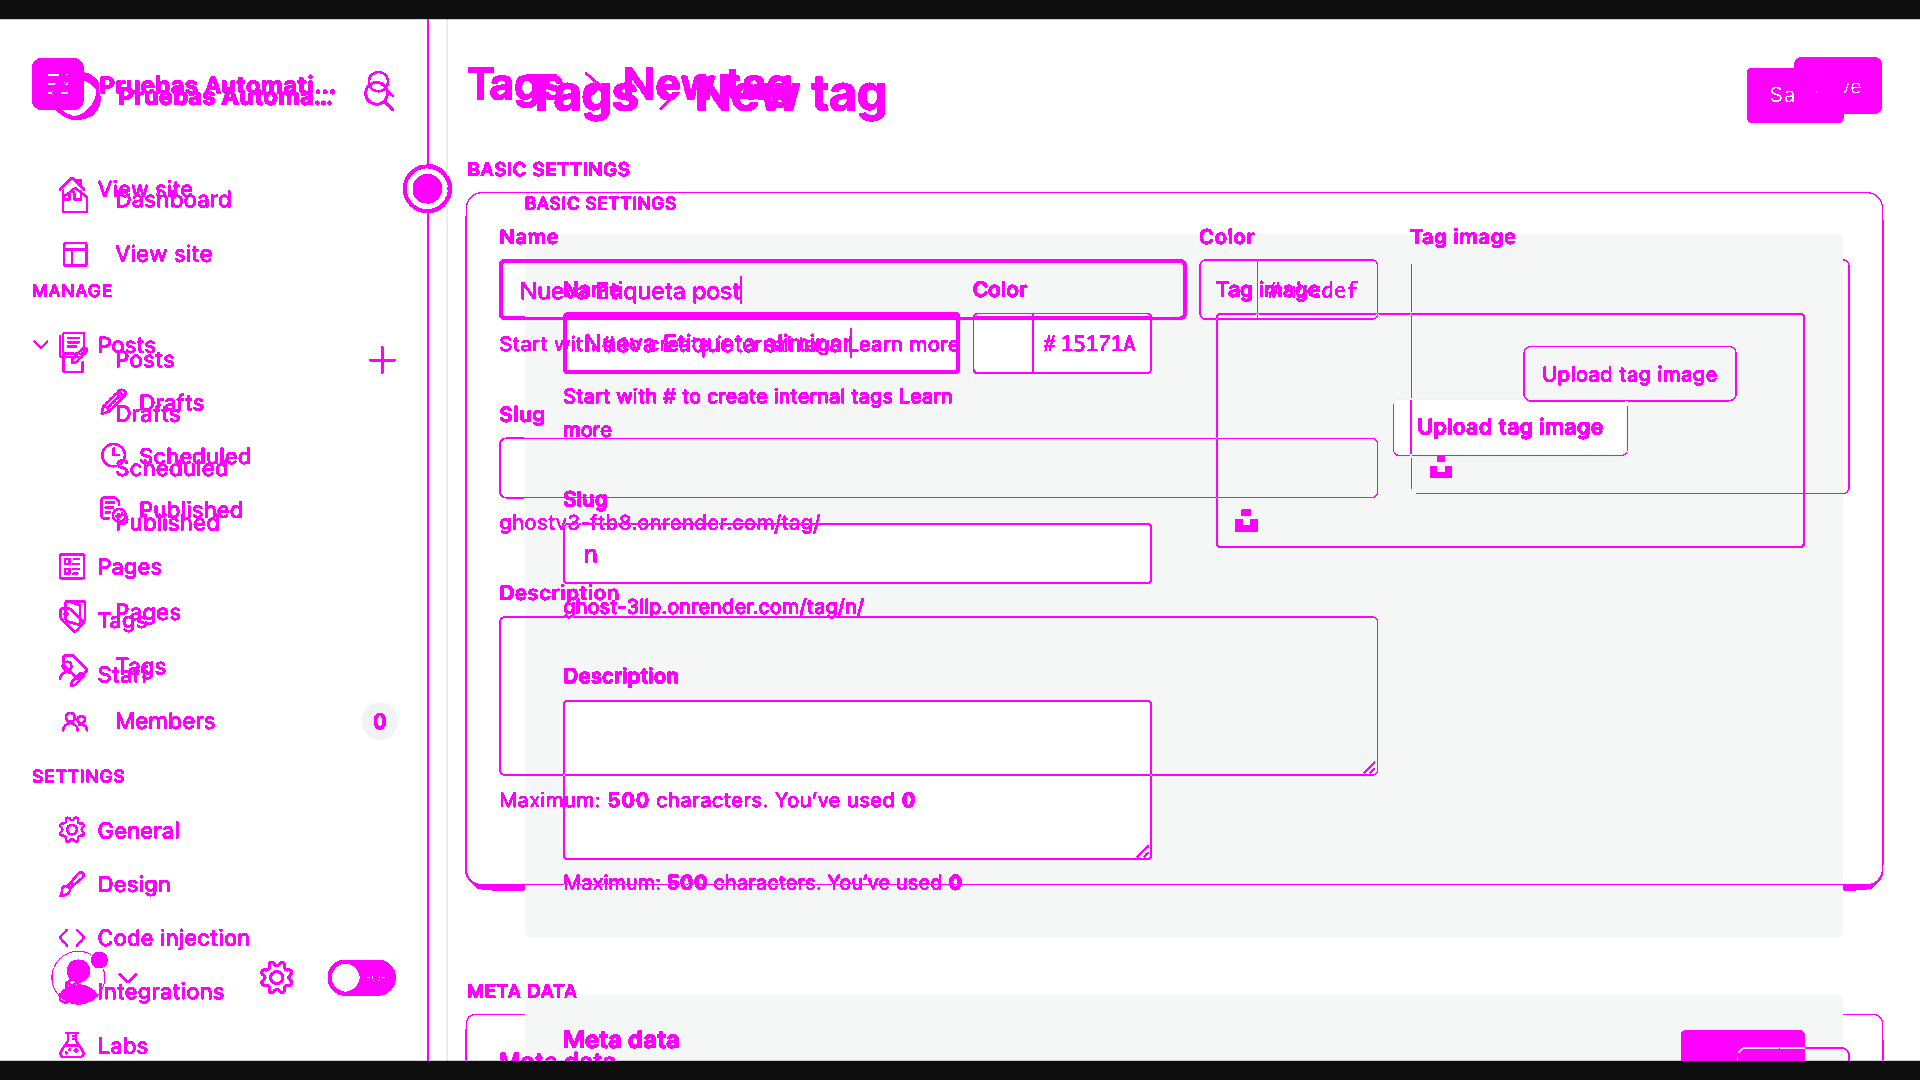 Pruebas Automati...
Pruebas Automa...
Tags > New tag
Tags > New tag
Sa
ve
View site
Dashboard
View site
MANAGE
Posts
Posts
Drafts
Drafts
Scheduled
Scheduled
Published
Published
Pages
Pages
Tags
Tags
Staff
Members
0
SETTINGS
General
Design
Code injection
Integrations
Labs
BASIC SETTINGS
BASIC SETTINGS
Name
Color
Tag image
Nueva Etiqueta post
Name
Color
Tag image
Nueva Etiqueta eliminar
# 15171A
Start with # to create internal tags Learn more
Upload tag image
Start with # to create internal tags Learn
more
Upload tag image
Slug
Slug
ghostv3-ftb8.onrender.com/tag/
n
Description
ghost-3llp.onrender.com/tag/n/
Description
Maximum: 500 characters. You’ve used 0
Maximum: 500 characters. You’ve used 0
META DATA
Meta data
Meta data